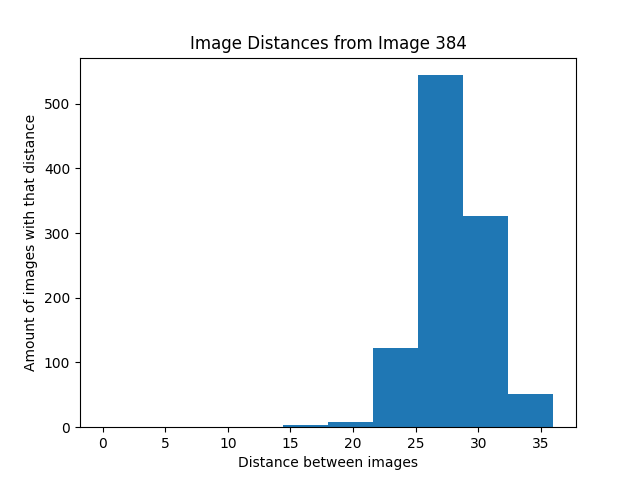 Image Distances from Image 384
Amount of images with that distance
500
400
300
200
100
0
0 5 10 15 20 25 30 35
Distance between images